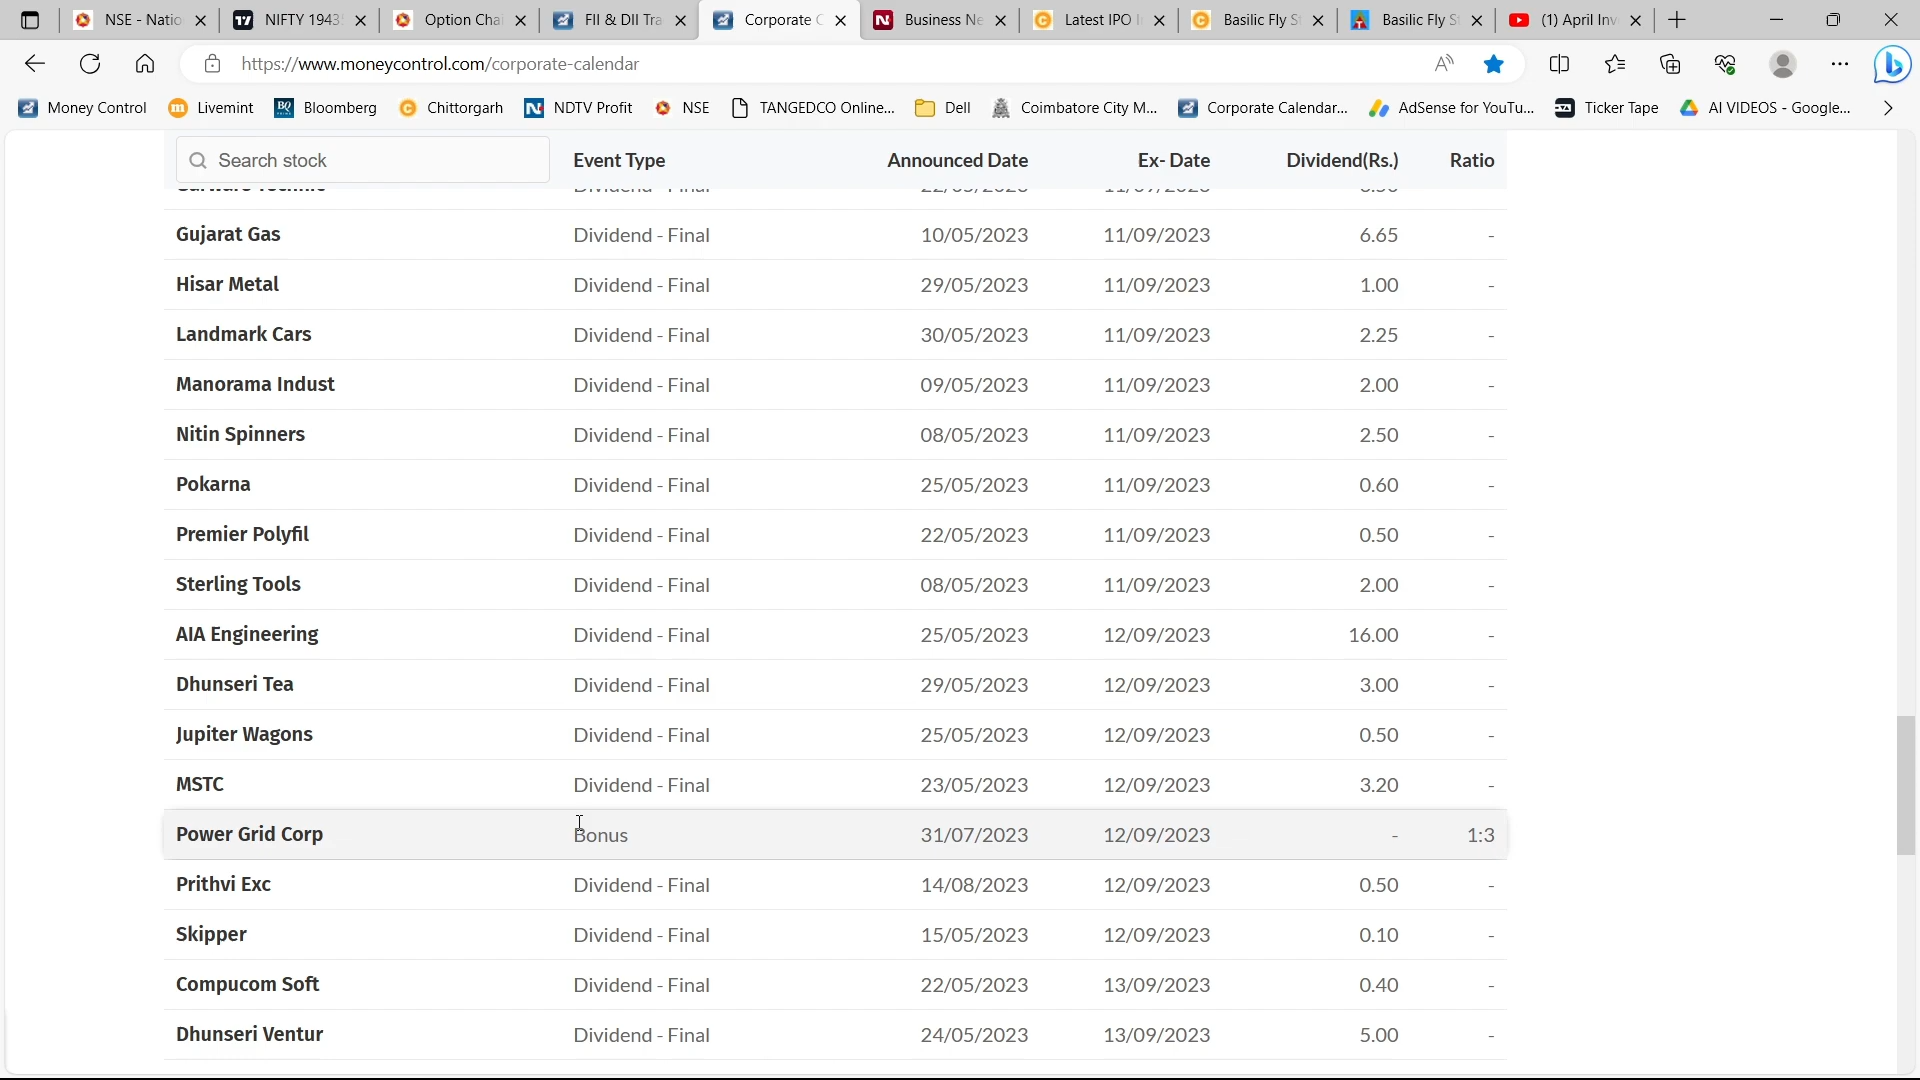 NSE - Natio
NIFTY 1943
Option Cha
FII & DII Tra
Corporate C
Business Ne
Latest IPO I
Basilic Fly S
Basilic Fly S
(1) April Inv
https://www.moneycontrol.com/corporate-calendar
Money Control
Livemint
Bloomberg
Chittorgarh
NDTV Profit
NSE
TANGEDCO Online...
Dell
Coimbatore City M...
Corporate Calendar...
AdSense for YouTu...
Ticker Tape
AI VIDEOS - Google...
Search stock Event Type Announced Date Ex- Date Dividend(Rs.) Ratio
Gujarat Gas Dividend - Final 10/05/2023 11/09/2023 6.65 -
Hisar Metal Dividend - Final 29/05/2023 11/09/2023 1.00 -
Landmark Cars Dividend - Final 30/05/2023 11/09/2023 2.25 -
Manorama Indust Dividend - Final 09/05/2023 11/09/2023 2.00 -
Nitin Spinners Dividend - Final 08/05/2023 11/09/2023 2.50 -
Pokarna Dividend - Final 25/05/2023 11/09/2023 0.60 -
Premier Polyfil Dividend - Final 22/05/2023 11/09/2023 0.50 -
Sterling Tools Dividend - Final 08/05/2023 11/09/2023 2.00 -
AIA Engineering Dividend - Final 25/05/2023 12/09/2023 16.00 -
Dhunseri Tea Dividend - Final 29/05/2023 12/09/2023 3.00 -
Jupiter Wagons Dividend - Final 25/05/2023 12/09/2023 0.50 -
MSTC Dividend - Final 23/05/2023 12/09/2023 3.20 -
Power Grid Corp Bonus 31/07/2023 12/09/2023 - 1:3
Prithvi Exc Dividend - Final 14/08/2023 12/09/2023 0.50 -
Skipper Dividend - Final 15/05/2023 12/09/2023 0.10 -
Compucom Soft Dividend - Final 22/05/2023 13/09/2023 0.40 -
Dhunseri Ventur Dividend - Final 24/05/2023 13/09/2023 5.00 -